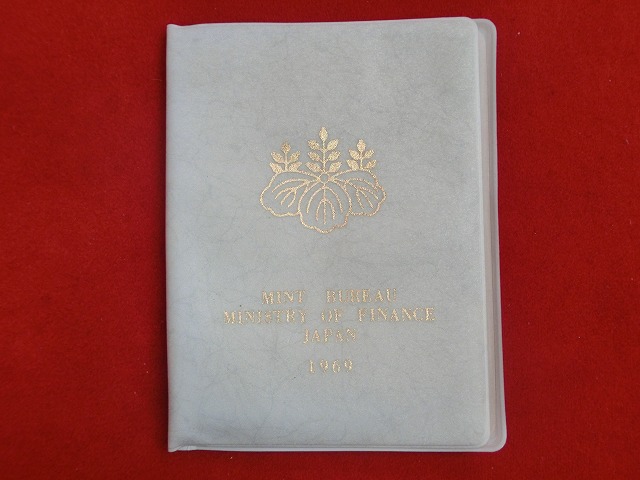 MINT BUREAU
MINISTRY OF FINANCE
JAPAN
1969